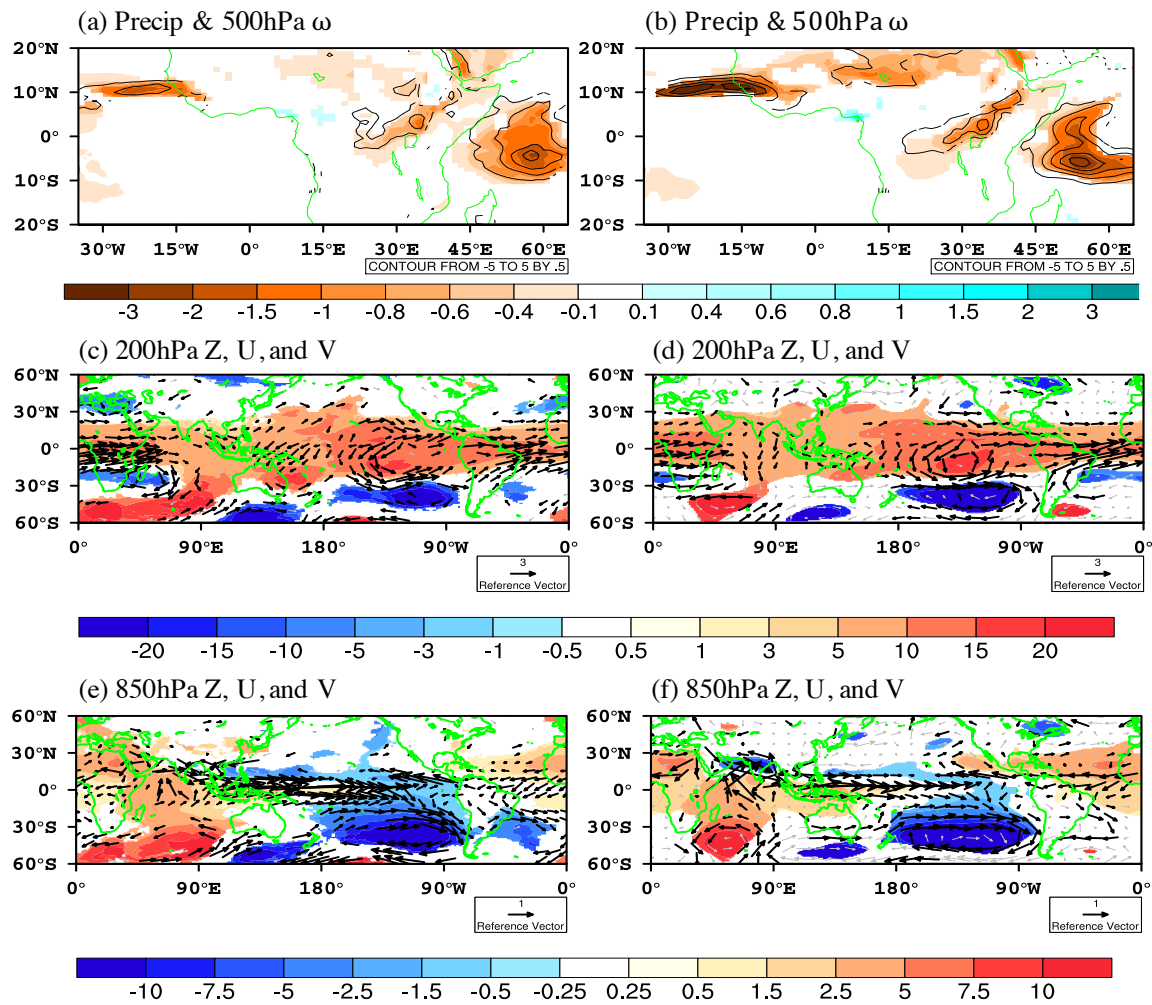 (a) Precip & 500hPa ω
(b) Precip & 500hPa ω
20°N
10°N
0°
10°S
20°S
30°W 15°W 0° 15°E 30°E 45°E 60°E
CONTOUR FROM -5 TO 5 BY .5
20°N
10°N
0°
10°S
20°S
30°W 15°W 0° 15°E 30°E 45°E 60°E
CONTOUR FROM -5 TO 5 BY .5
-3 -2 -1.5 -1 -0.8 -0.6 -0.4 -0.1 0.1 0.4 0.6 0.8 1 1.5 2 3
(c) 200hPa Z, U, and V
(d) 200hPa Z, U, and V
60°N
30°N
0°
30°S
60°S
0° 90°E 180° 90°W 0°
3
Reference Vector
60°N
30°N
0°
30°S
60°S
0° 90°E 180° 90°W 0°
3
Reference Vector
-20 -15 -10 -5 -3 -1 -0.5 0.5 1 3 5 10 15 20
(e) 850hPa Z, U, and V
(f) 850hPa Z, U, and V
60°N
30°N
0°
30°S
60°S
0° 90°E 180° 90°W 0°
1
Reference Vector
60°N
30°N
0°
30°S
60°S
0° 90°E 180° 90°W 0°
1
Reference Vector
-10 -7.5 -5 -2.5 -1.5 -0.5 -0.25 0.25 0.5 1.5 2.5 5 7.5 10